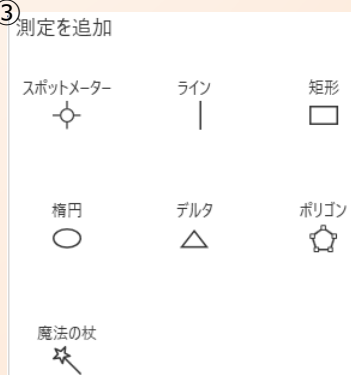 ③
測定を追加
スポットメーター ライン 矩形
楕円 デルタ ポリゴン
魔法の杖